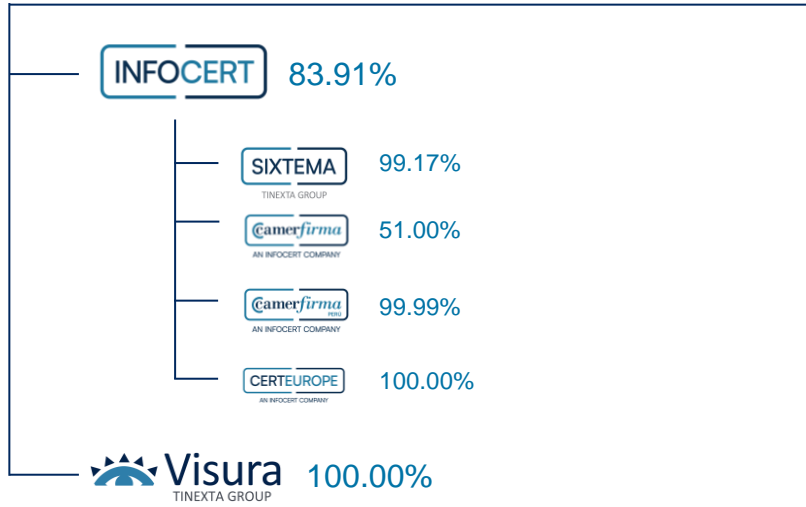 INFOCERT 83.91%
SIXTEMA 99.17%
TINEXTA GROUP
Camerfirma 51.00%
AN INFOCERT COMPANY
Camerfirma 99.99%
PERÚ
AN INFOCERT COMPANY
CERTEUROPE 100.00%
AN INFOCERT COMPANY
Visura 100.00%
TINEXTA GROUP